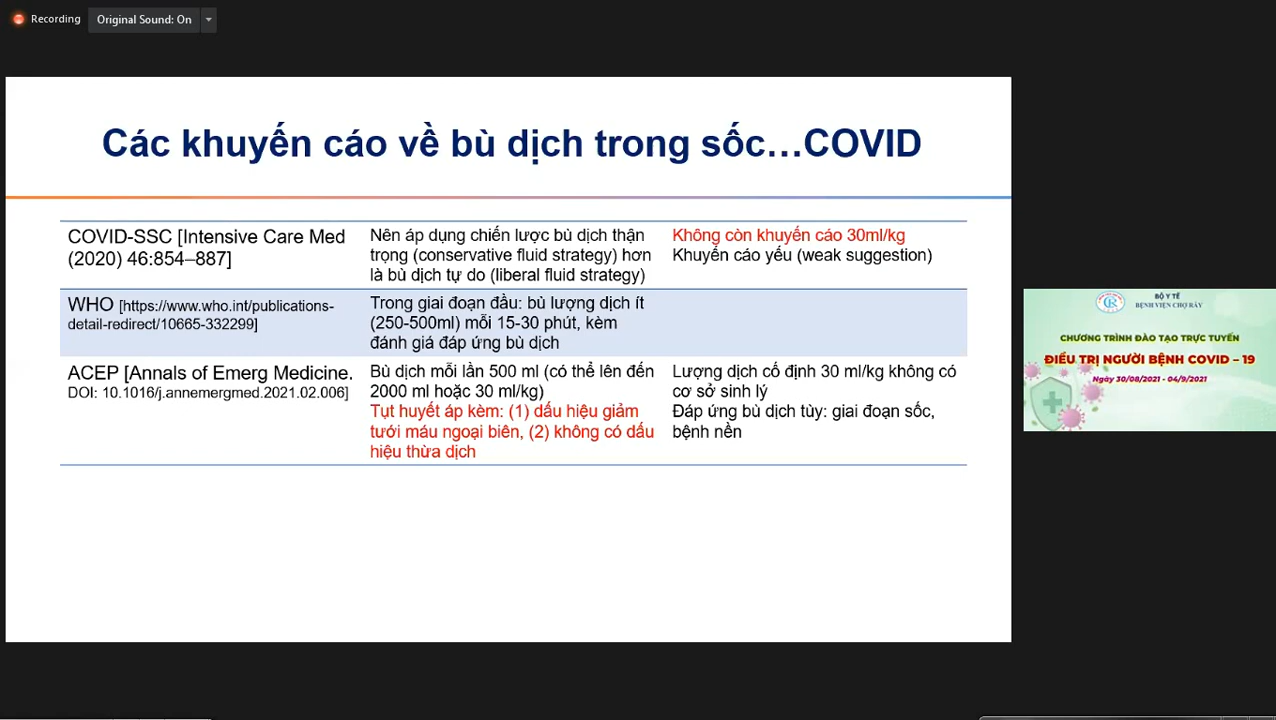 Recording
Original Sound: On
Các khuyến cáo về bù dịch trong sốc…COVID
COVID-SSC [Intensive Care Med
(2020) 46:854–887]
Nên áp dụng chiến lược bù dịch thận
trọng (conservative fluid strategy) hơn
là bù dịch tự do (liberal fluid strategy)
Không còn khuyến cáo 30ml/kg
Khuyến cáo yếu (weak suggestion)
WHO [https://www.who.int/publications-
detail-redirect/10665-332299]
Trong giai đoạn đầu: bù lượng dịch ít
(250-500ml) mỗi 15-30 phút, kèm
đánh giá đáp ứng bù dịch
ACEP [Annals of Emerg Medicine.
DOI: 10.1016/j.annemergmed.2021.02.006]
Bù dịch mỗi lần 500 ml (có thể lên đến
2000 ml hoặc 30 ml/kg)
Tụt huyết áp kèm: (1) dấu hiệu giảm
tưới máu ngoại biên, (2) không có dấu
hiệu thừa dịch
Lượng dịch cố định 30 ml/kg không có
cơ sở sinh lý
Đáp ứng bù dịch tùy: giai đoạn sốc,
bệnh nền
BỘ Y TẾ
BỆNH VIỆN CHỢ RẪY
CHƯƠNG TRÌNH ĐÀO TẠO TRỰC TUYẾN
ĐIỀU TRỊ NGƯỜI BỆNH COVID – 19
Ngày 30/08/2021 - 04/9/2021